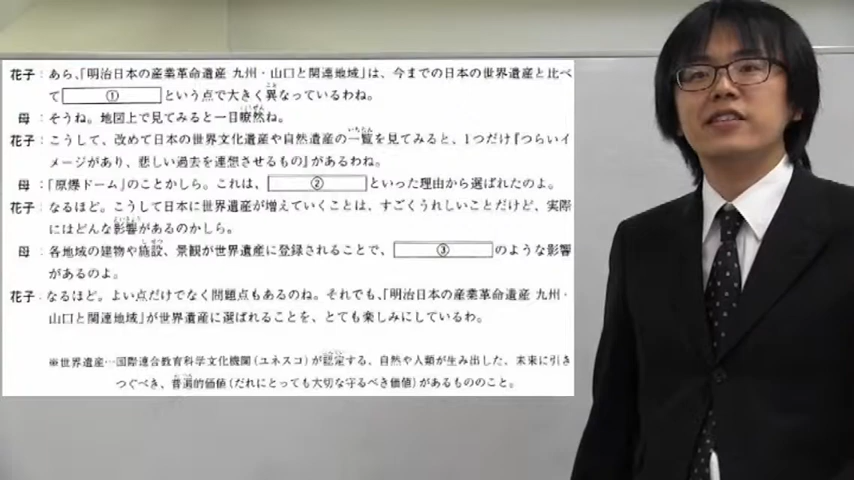 花子：あら、「明治日本の産業革命遺産 九州・山口と関連地域」は、今までの日本の世界遺産と比べ
て ① という点で大きく異なっているわね。
母：そうね。地図上で見てみると一目瞭然ね。
花子：こうして、改めて日本の世界文化遺産や自然遺産の一覧を見てみると、1つだけ『つらいイ
メージがあり、悲しい過去を連想させるもの』があるわね。
母：「原爆ドーム」のことかしら。これは、 ② といった理由から選ばれたのよ。
花子：なるほど。こうして日本に世界遺産が増えていくことは、すごくうれしいことだけど、実際
にはどんな影響があるのかしら。
母：各地域の建物や施設、景観が世界遺産に登録されることで、 ③ のような影響
があるのよ。
花子：なるほど。よい点だけでなく問題点もあるのね。それでも、「明治日本の産業革命遺産 九州・
山口と関連地域」が世界遺産に選ばれることを、とても楽しみにしているわ。
※世界遺産…国際連合教育科学文化機関（ユネスコ）が認定する、自然や人類が生み出した、未来に引き
つぐべき、普遍的価値（だれにとっても大切な守るべき価値）があるもののこと。